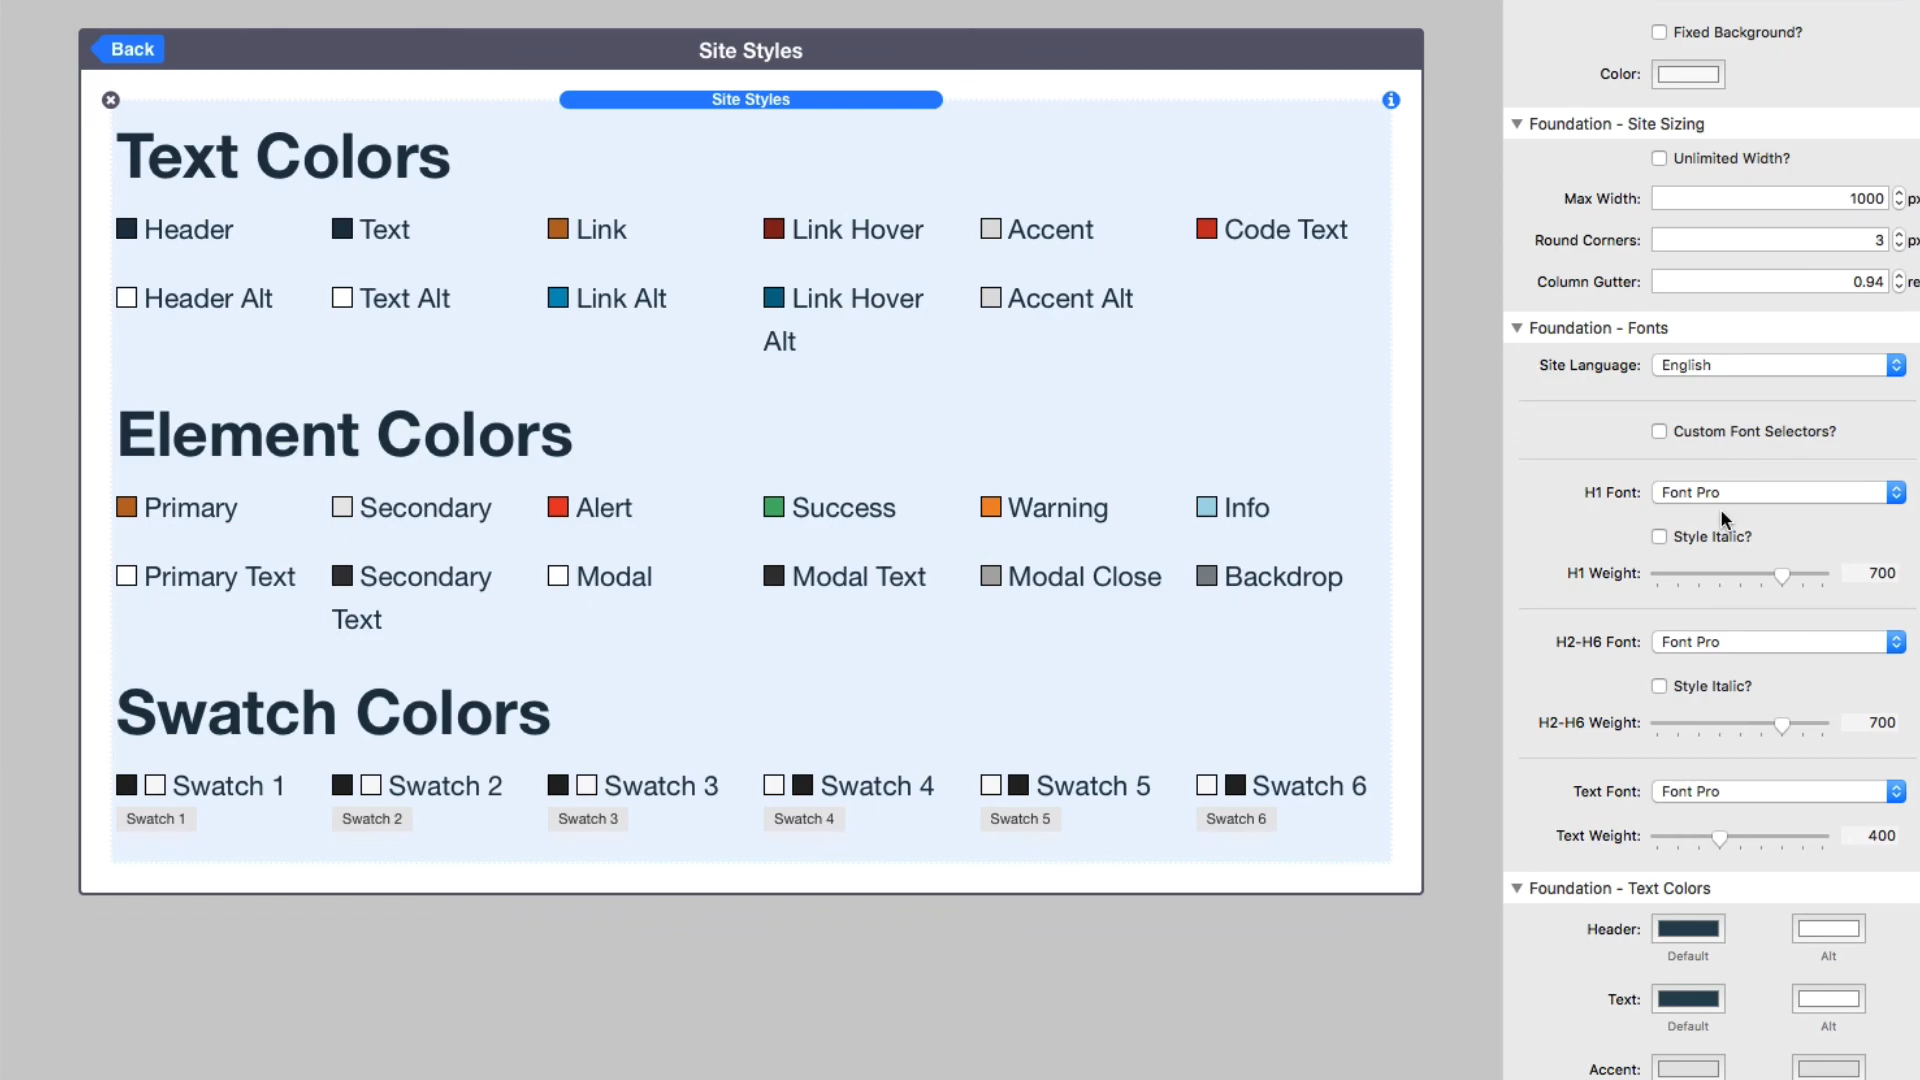 Back
Site Styles
Site Styles
Text Colors
Header Text Link Link Hover Accent Code Text
Header Alt Text Alt Link Alt Link Hover Alt Accent Alt
Element Colors
Primary Secondary Alert Success Warning Info
Primary Text Secondary Text Modal Modal Text Modal Close Backdrop
Swatch Colors
Swatch 1 Swatch 2 Swatch 3 Swatch 4 Swatch 5 Swatch 6
Swatch 1 Swatch 2 Swatch 3 Swatch 4 Swatch 5 Swatch 6
Fixed Background?
Color:
Foundation - Site Sizing
Unlimited Width?
Max Width: 1000 px
Round Corners: 3 px
Column Gutter: 0.94 re
Foundation - Fonts
Site Language: English
Custom Font Selectors?
H1 Font: Font Pro
Style Italic?
H1 Weight: 700
H2-H6 Font: Font Pro
Style Italic?
H2-H6 Weight: 700
Text Font: Font Pro
Text Weight: 400
Foundation - Text Colors
Header:
Default Alt
Text:
Default Alt
Accent: